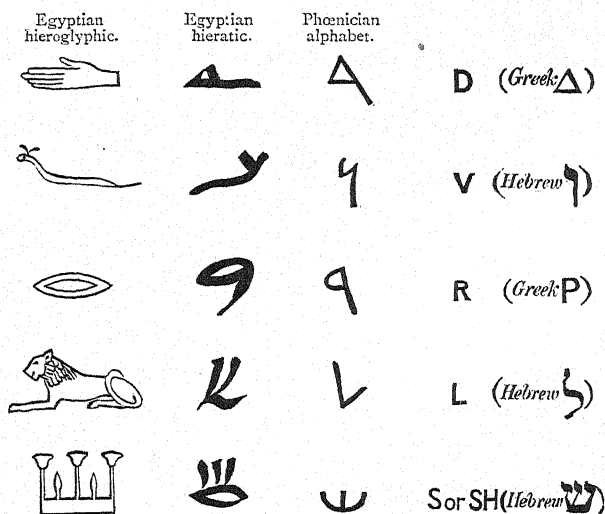 Egyptian hieroglyphic.
Egyptian hieratic.
Phœnician alphabet.
D (Greek Δ)
V (Hebrew ך)
R (Greek P)
L (Hebrew ל)
S or SH (Hebrew ש)